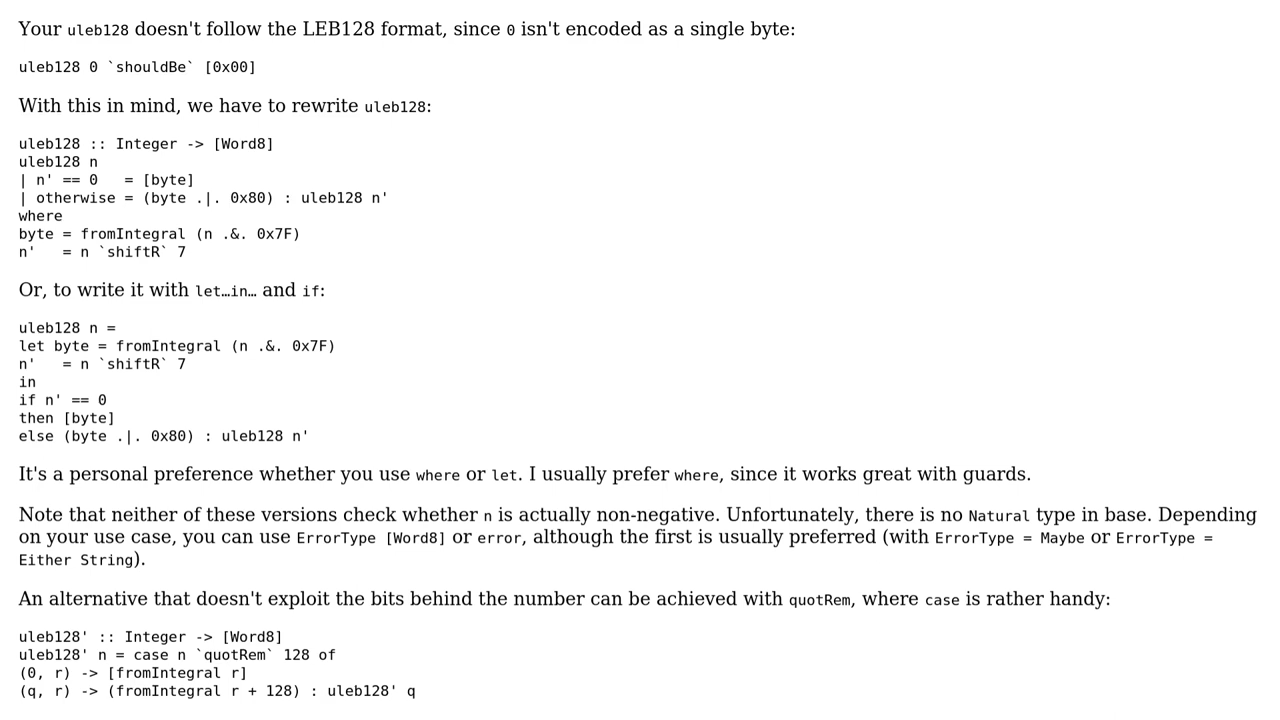 Your uleb128 doesn't follow the LEB128 format, since 0 isn't encoded as a single byte:
uleb128 0 `shouldBe` [0x00]
With this in mind, we have to rewrite uleb128:
uleb128 :: Integer -> [Word8]
uleb128 n
| n' == 0   = [byte]
| otherwise = (byte .|. 0x80) : uleb128 n'
where
byte = fromIntegral (n .&. 0x7F)
n'   = n `shiftR` 7
Or, to write it with let…in… and if:
uleb128 n =
let byte = fromIntegral (n .&. 0x7F)
n'   = n `shiftR` 7
in
if n' == 0
then [byte]
else (byte .|. 0x80) : uleb128 n'
It's a personal preference whether you use where or let. I usually prefer where, since it works great with guards.
Note that neither of these versions check whether n is actually non-negative. Unfortunately, there is no Natural type in base. Depending
on your use case, you can use ErrorType [Word8] or error, although the first is usually preferred (with ErrorType = Maybe or ErrorType =
Either String).
An alternative that doesn't exploit the bits behind the number can be achieved with quotRem, where case is rather handy:
uleb128' :: Integer -> [Word8]
uleb128' n = case n `quotRem` 128 of
(0, r) -> [fromIntegral r]
(q, r) -> (fromIntegral r + 128) : uleb128' q